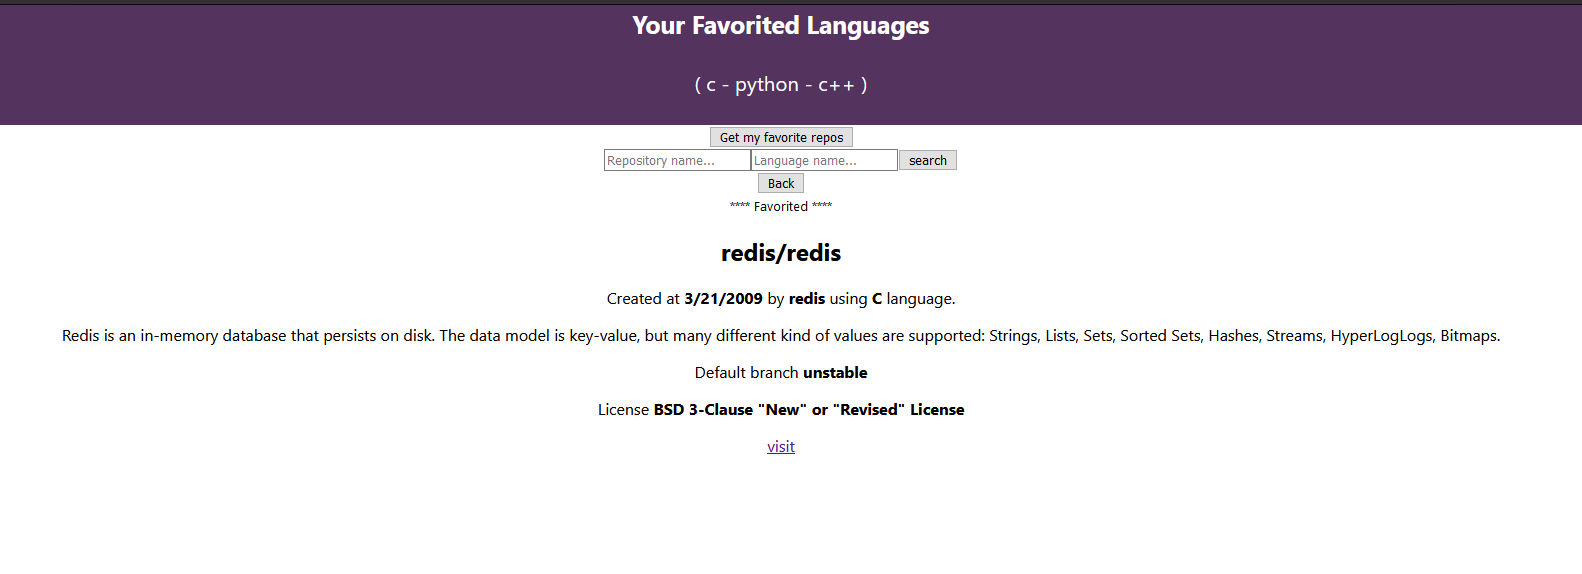 Your Favorited Languages
( c - python - c++ )
Get my favorite repos
Repository name... Language name... search
Back
**** Favorited ****
redis/redis
Created at 3/21/2009 by redis using C language.
Redis is an in-memory database that persists on disk. The data model is key-value, but many different kind of values are supported: Strings, Lists, Sets, Sorted Sets, Hashes, Streams, HyperLogLogs, Bitmaps.
Default branch unstable
License BSD 3-Clause "New" or "Revised" License
visit